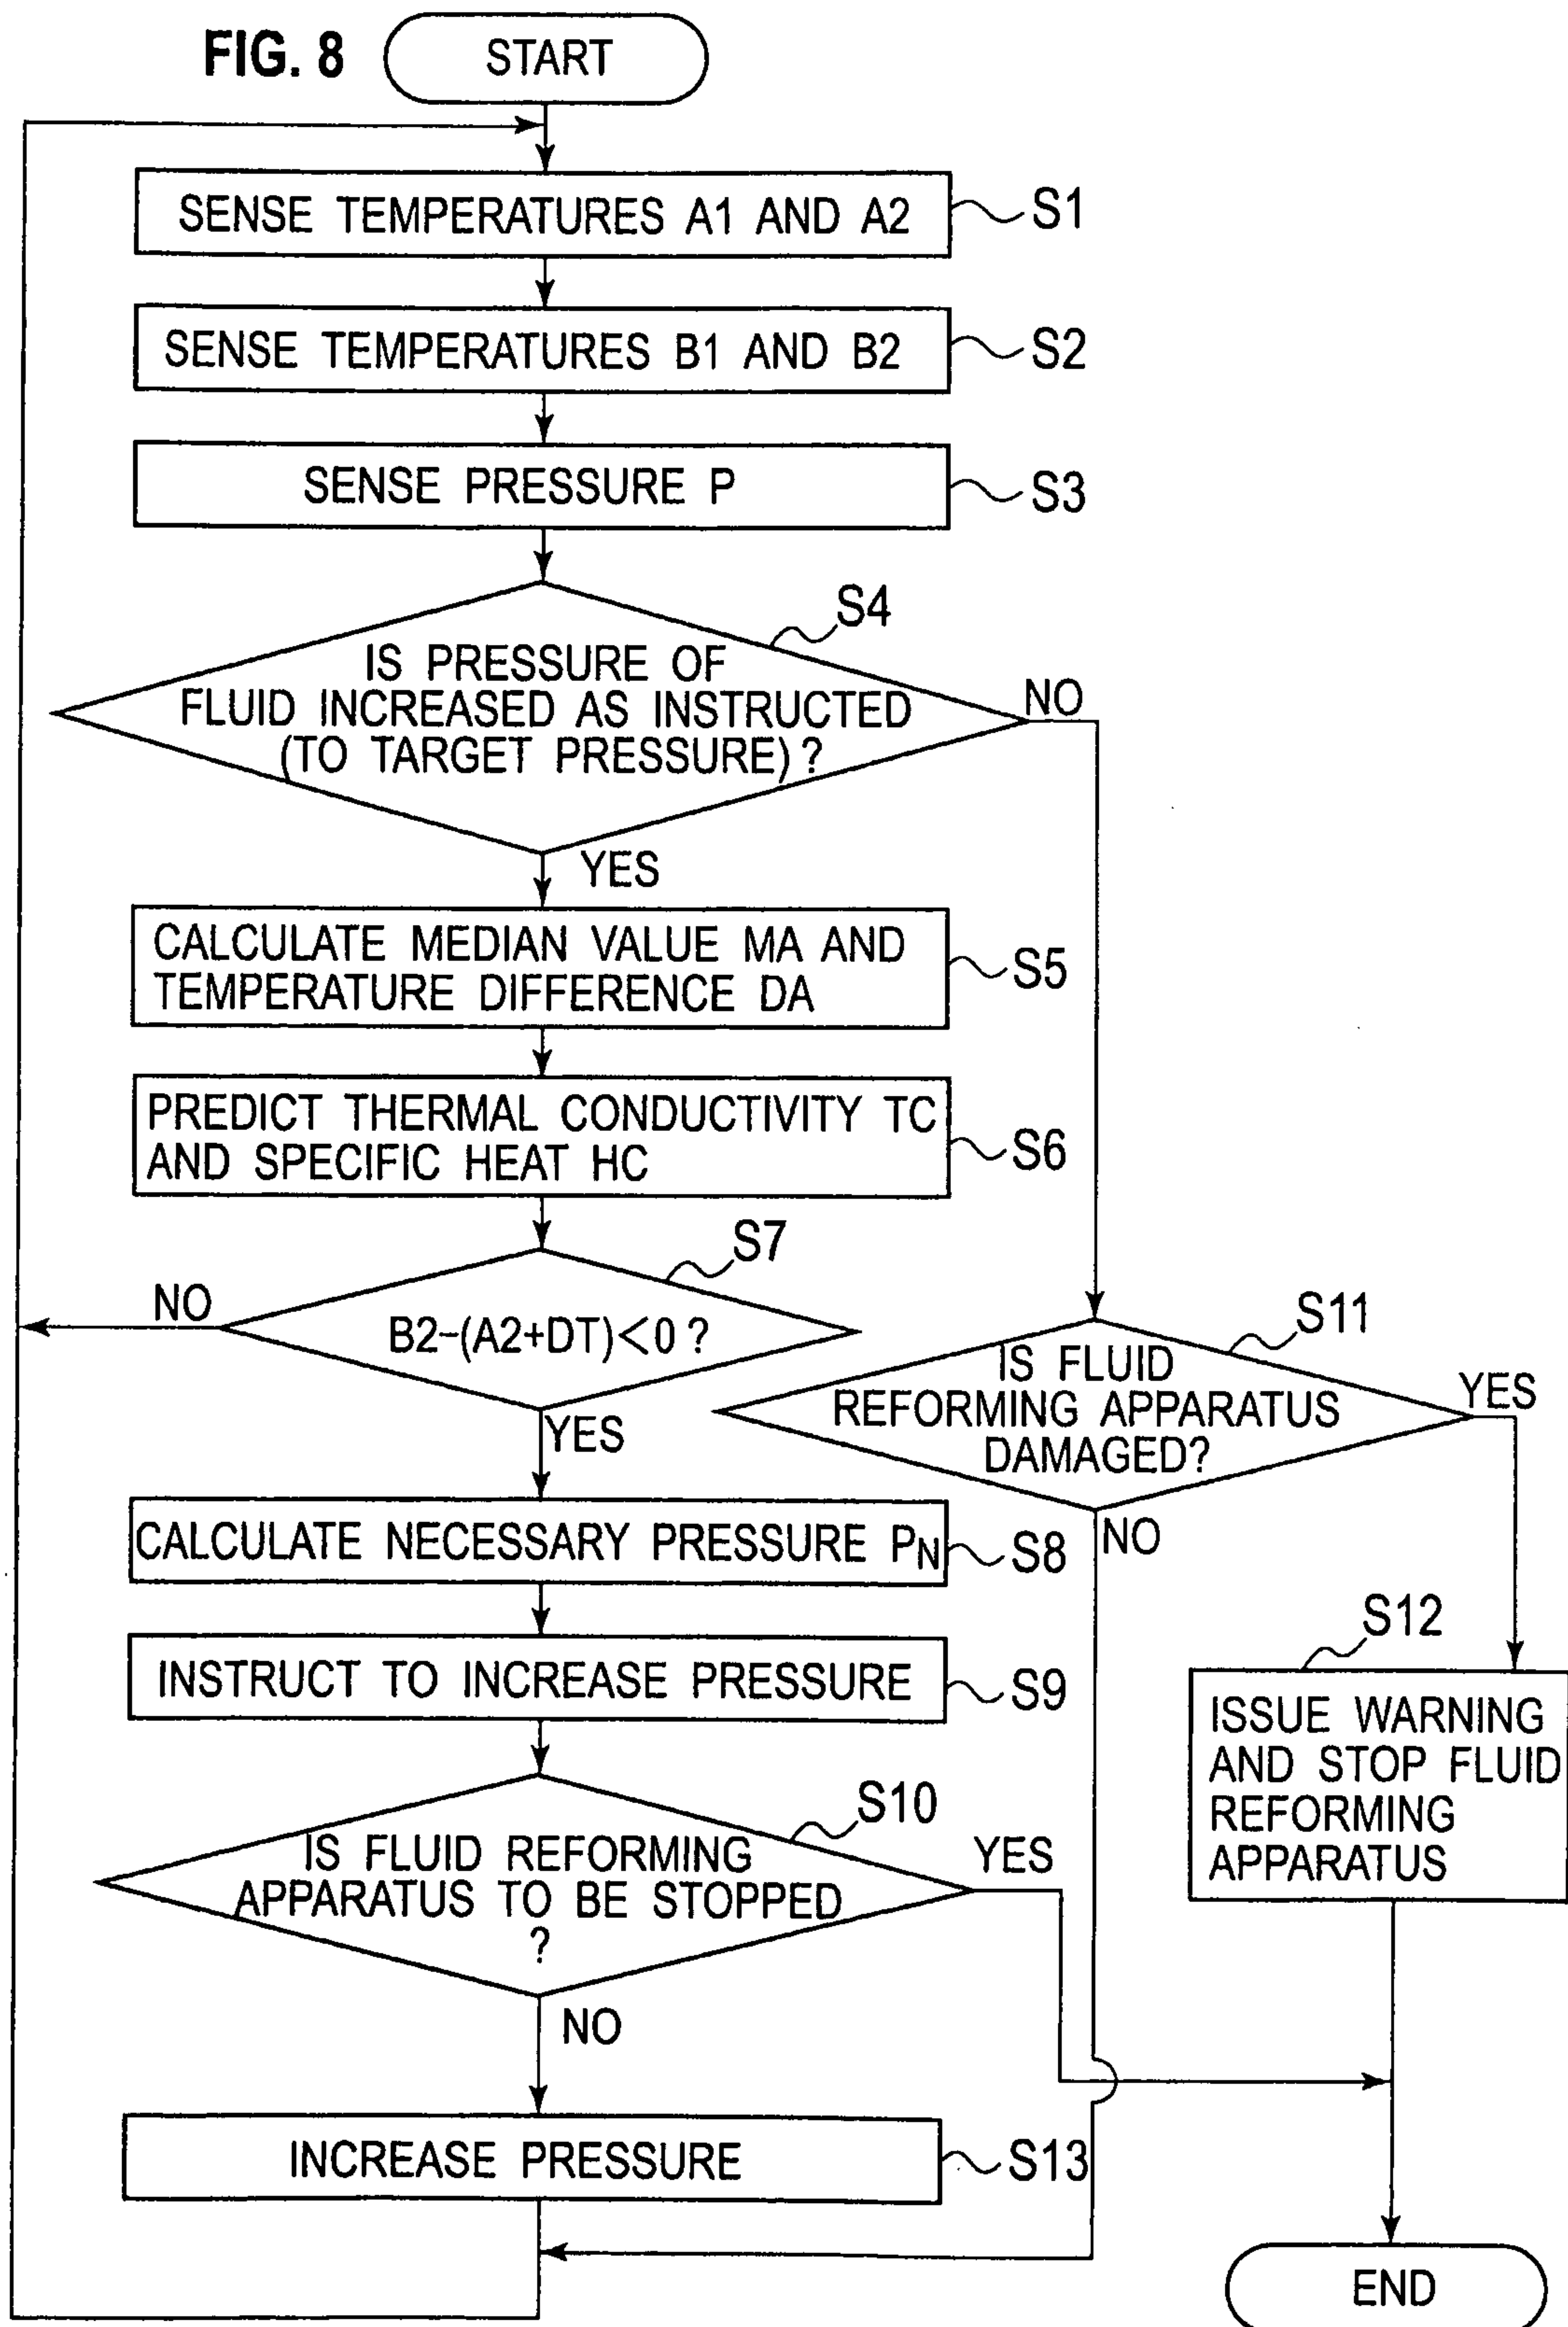 FIG. 8
START
SENSE TEMPERATURES A1 AND A2
S1
SENSE TEMPERATURES B1 AND B2
S2
SENSE PRESSURE P
S3
S4
IS PRESSURE OF
FLUID INCREASED AS INSTRUCTED
(TO TARGET PRESSURE)?
NO
YES
CALCULATE MEDIAN VALUE MA AND
TEMPERATURE DIFFERENCE DA
S5
PREDICT THERMAL CONDUCTIVITY TC
AND SPECIFIC HEAT HC
S6
S7
NO
B2-(A2+DT)<0?
YES
S11
IS FLUID
REFORMING APPARATUS
DAMAGED?
YES
NO
CALCULATE NECESSARY PRESSURE PN
S8
S12
INSTRUCT TO INCREASE PRESSURE
S9
ISSUE WARNING
AND STOP FLUID
REFORMING
APPARATUS
S10
IS FLUID REFORMING
APPARATUS TO BE STOPPED
?
YES
NO
INCREASE PRESSURE
S13
END